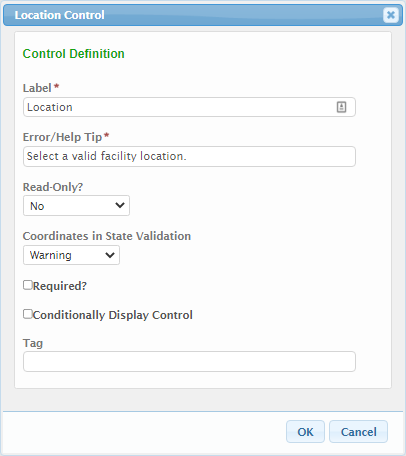 Location Control
Control Definition
Label*
Location
Error/Help Tip*
Select a valid facility location.
Read-Only?
No
Coordinates in State Validation
Warning
Required?
Conditionally Display Control
Tag
OK Cancel